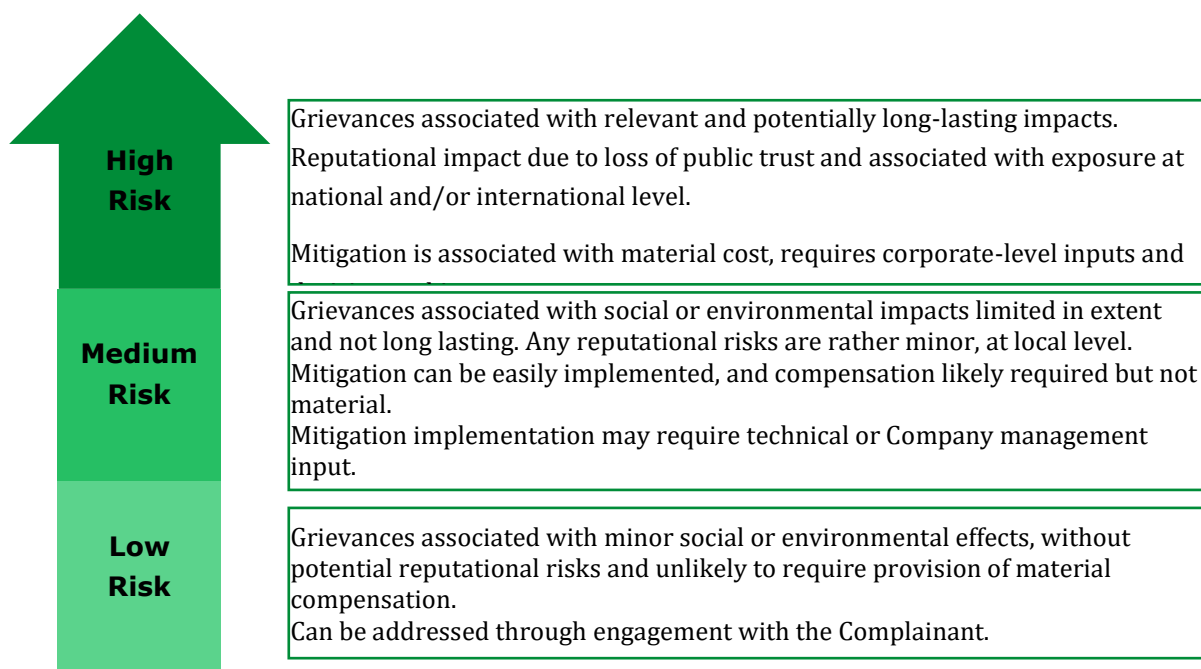 High
Risk
Grievances associated with relevant and potentially long-lasting impacts.
Reputational impact due to loss of public trust and associated with exposure at
national and/or international level.
Mitigation is associated with material cost, requires corporate-level inputs and
Medium
Risk
Grievances associated with social or environmental impacts limited in extent
and not long lasting. Any reputational risks are rather minor, at local level.
Mitigation can be easily implemented, and compensation likely required but not
material.
Mitigation implementation may require technical or Company management
input.
Low
Risk
Grievances associated with minor social or environmental effects, without
potential reputational risks and unlikely to require provision of material
compensation.
Can be addressed through engagement with the Complainant.